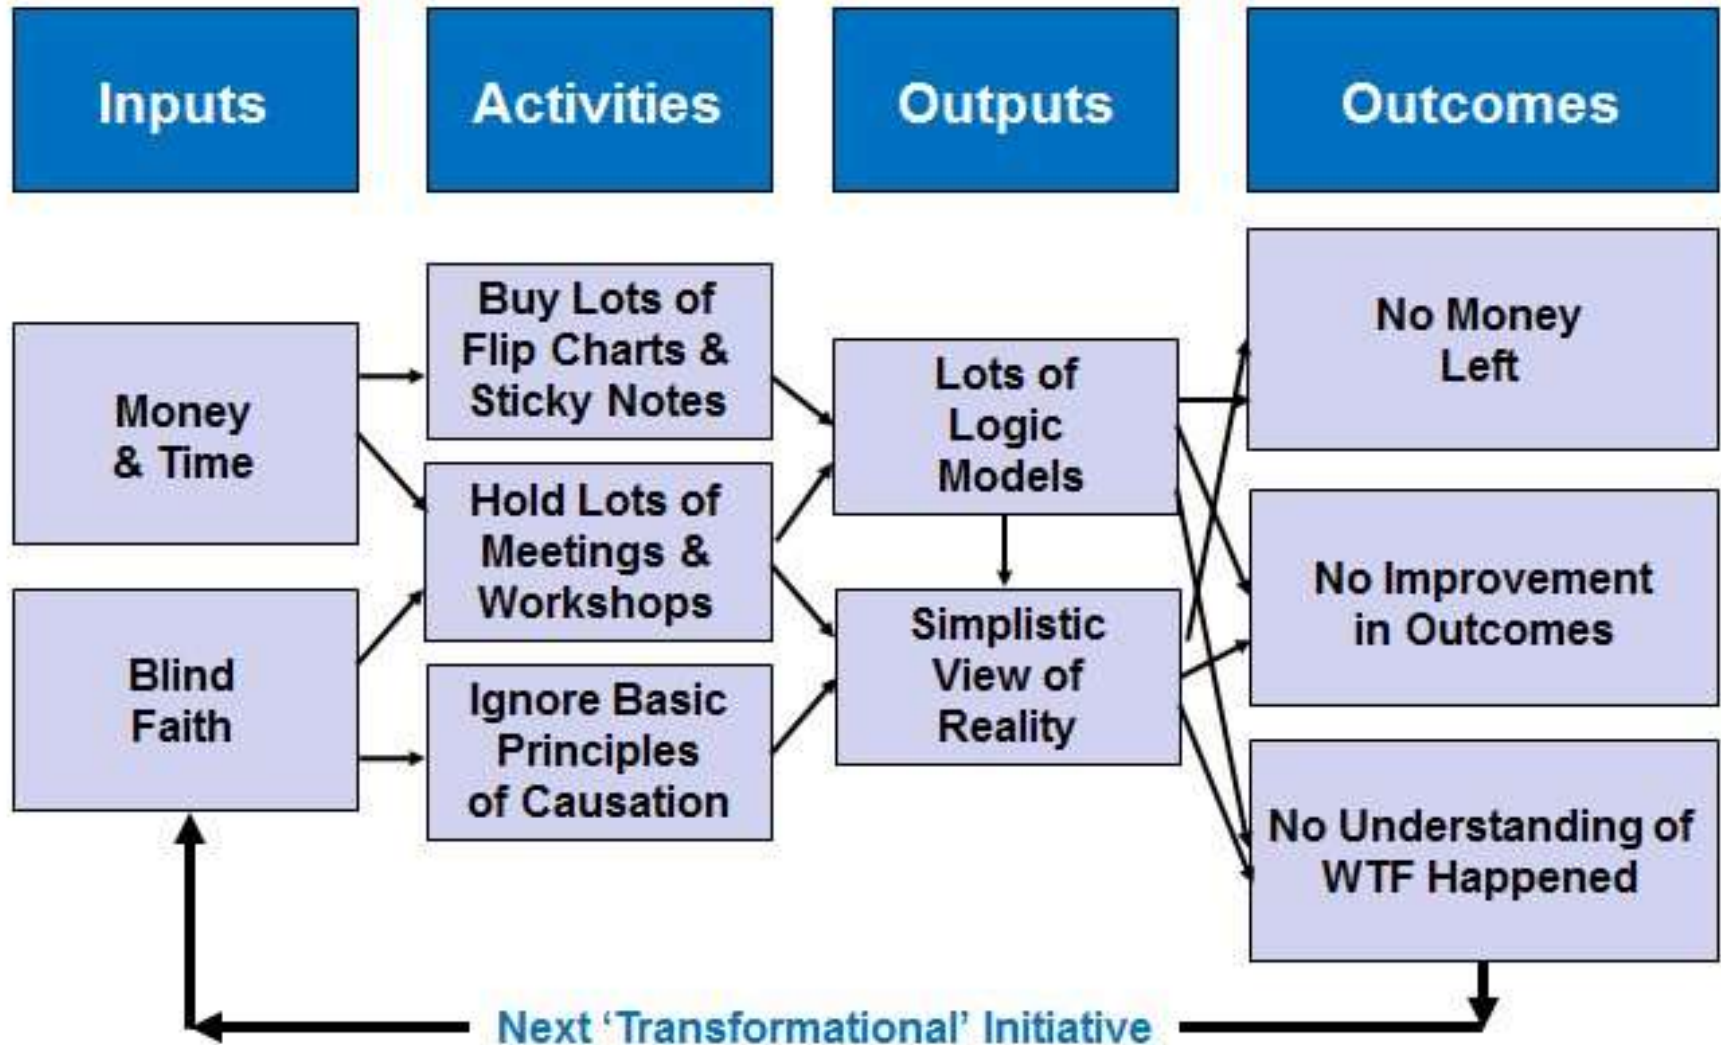 Inputs
Activities
Outputs
Outcomes
Money
& Time
Blind
Faith
Buy Lots of
Flip Charts &
Sticky Notes
Hold Lots of
Meetings &
Workshops
Ignore Basic
Principles
of Causation
Lots of
Logic
Models
Simplistic
View of
Reality
No Money
Left
No Improvement
in Outcomes
No Understanding of
WTF Happened
Next ‘Transformational’ Initiative